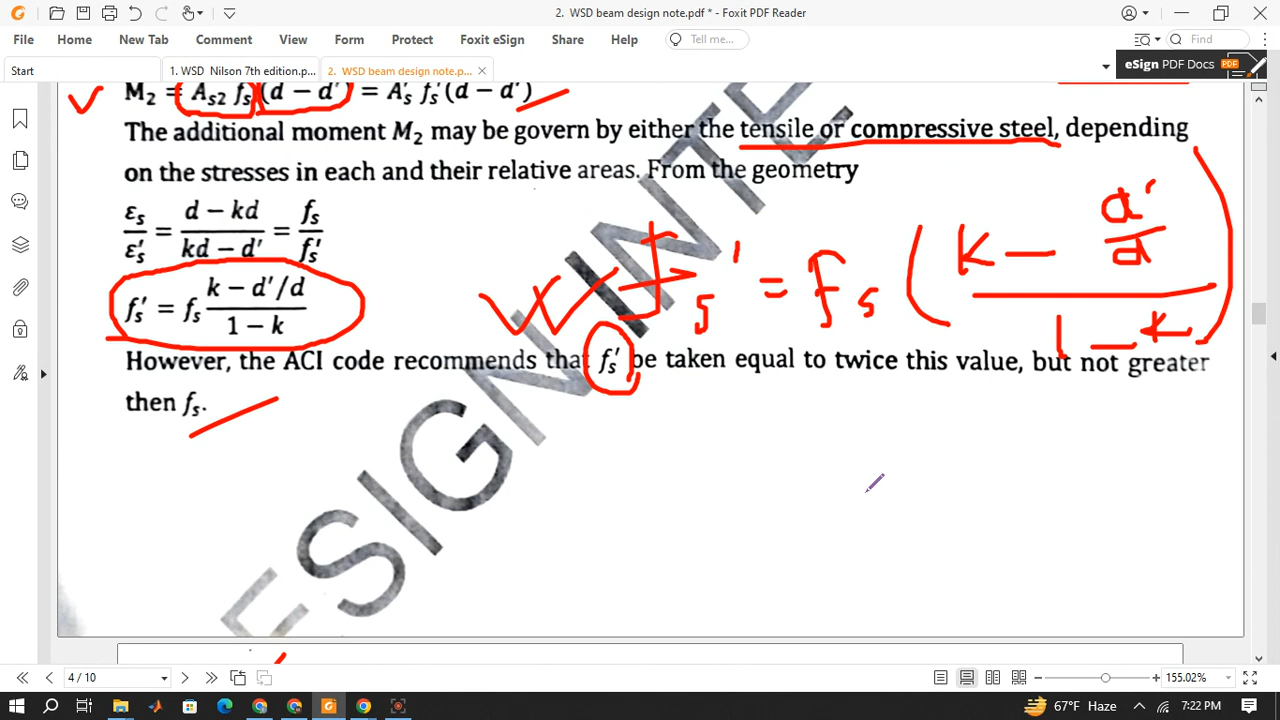 2. WSD beam design note.pdf * - Foxit PDF Reader
File Home New Tab Comment View Form Protect Foxit eSign Share Help Tell me... Find
Start 1. WSD Nilson 7th edition.p... 2. WSD beam design note.p... eSign PDF Docs
M₂ = A_s2 f_s (d − d′) = A′_s f′_s (d − d′)
The additional moment M₂ may be govern by either the tensile or compressive steel, depending
on the stresses in each and their relative areas. From the geometry
ε_s/ε′_s = (d − kd)/(kd − d′) = f_s/f′_s
f′_s = f_s (k − d′/d)/(1 − k)
f_s′ = f_s ((k − d′/d)/(1 − k))
However, the ACI code recommends that f′_s be taken equal to twice this value, but not greater
then f_s.
DESIGN INTE
4 / 10 155.02%
67°F Haze 7:22 PM